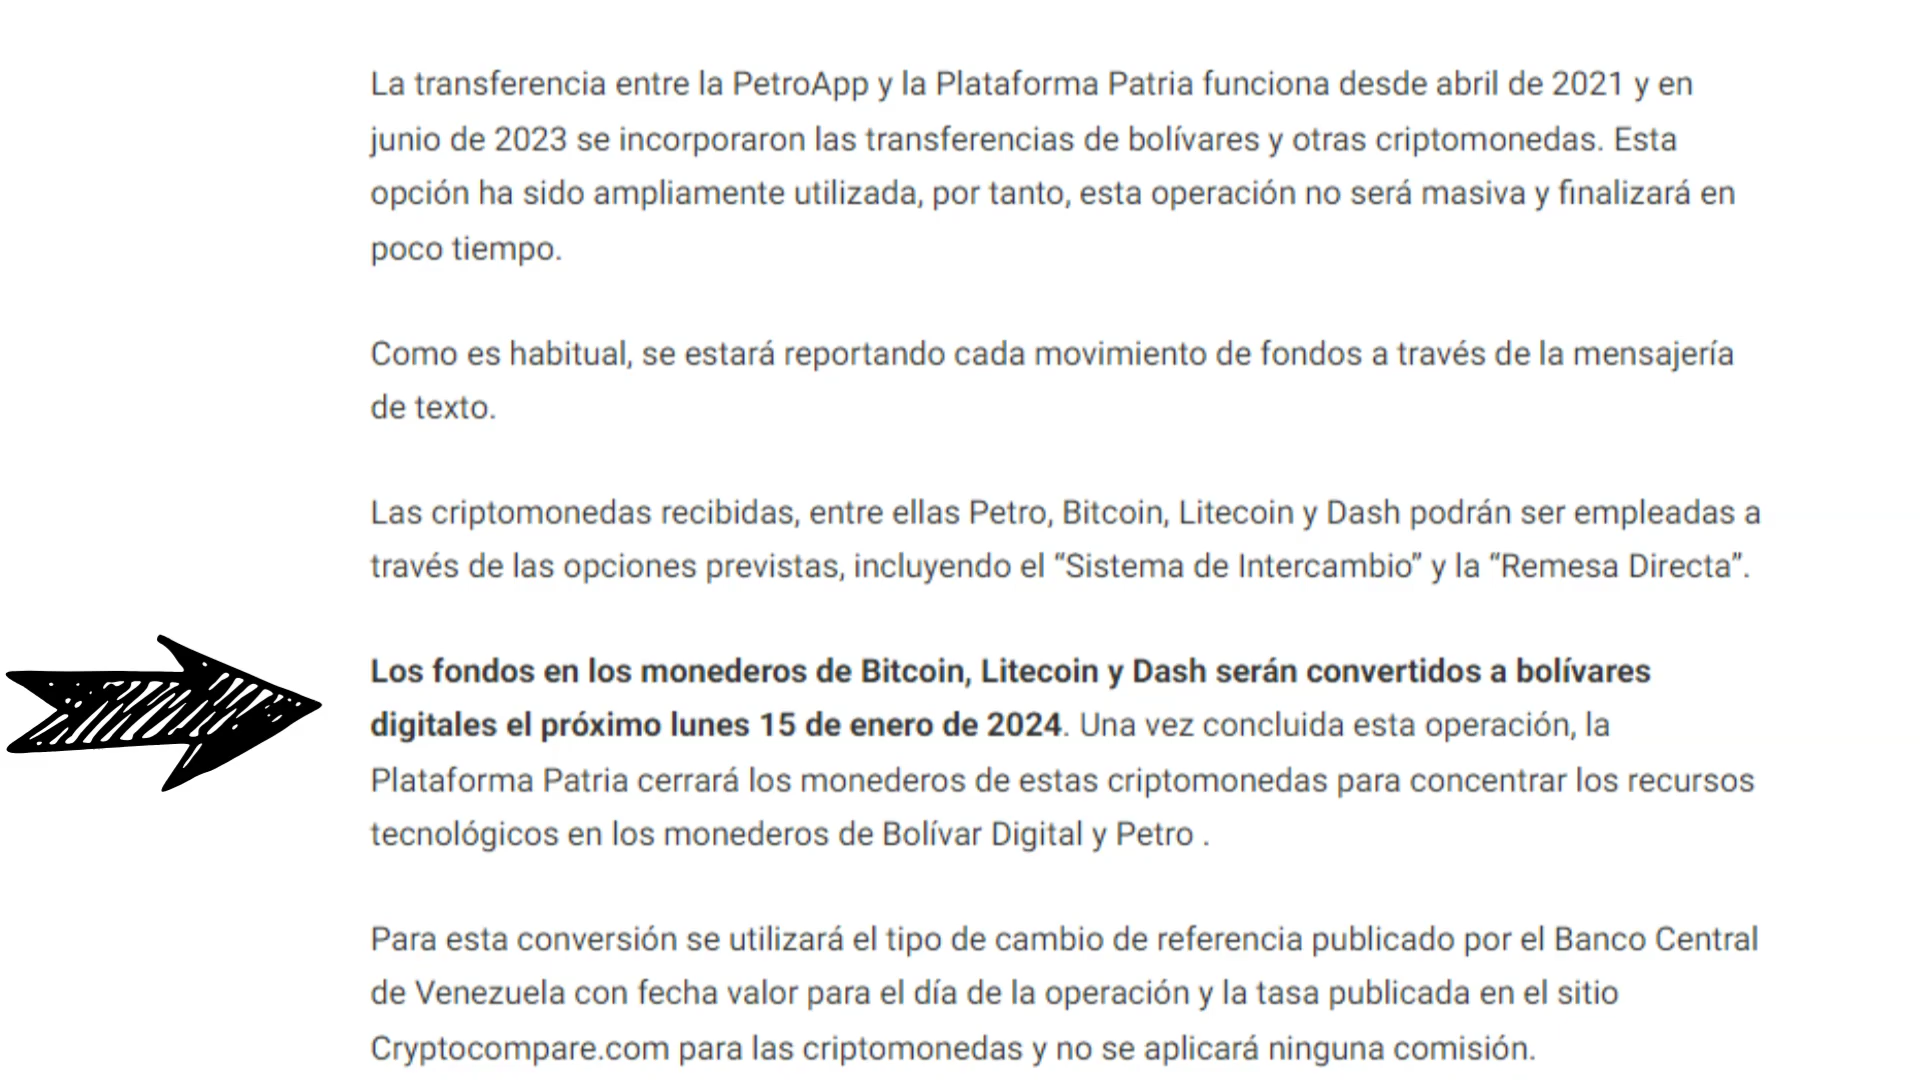 La transferencia entre la PetroApp y la Plataforma Patria funciona desde abril de 2021 y en
junio de 2023 se incorporaron las transferencias de bolívares y otras criptomonedas. Esta
opción ha sido ampliamente utilizada, por tanto, esta operación no será masiva y finalizará en
poco tiempo.
Como es habitual, se estará reportando cada movimiento de fondos a través de la mensajería
de texto.
Las criptomonedas recibidas, entre ellas Petro, Bitcoin, Litecoin y Dash podrán ser empleadas a
través de las opciones previstas, incluyendo el “Sistema de Intercambio” y la “Remesa Directa”.
Los fondos en los monederos de Bitcoin, Litecoin y Dash serán convertidos a bolívares
digitales el próximo lunes 15 de enero de 2024. Una vez concluida esta operación, la
Plataforma Patria cerrará los monederos de estas criptomonedas para concentrar los recursos
tecnológicos en los monederos de Bolívar Digital y Petro .
Para esta conversión se utilizará el tipo de cambio de referencia publicado por el Banco Central
de Venezuela con fecha valor para el día de la operación y la tasa publicada en el sitio
Cryptocompare.com para las criptomonedas y no se aplicará ninguna comisión.